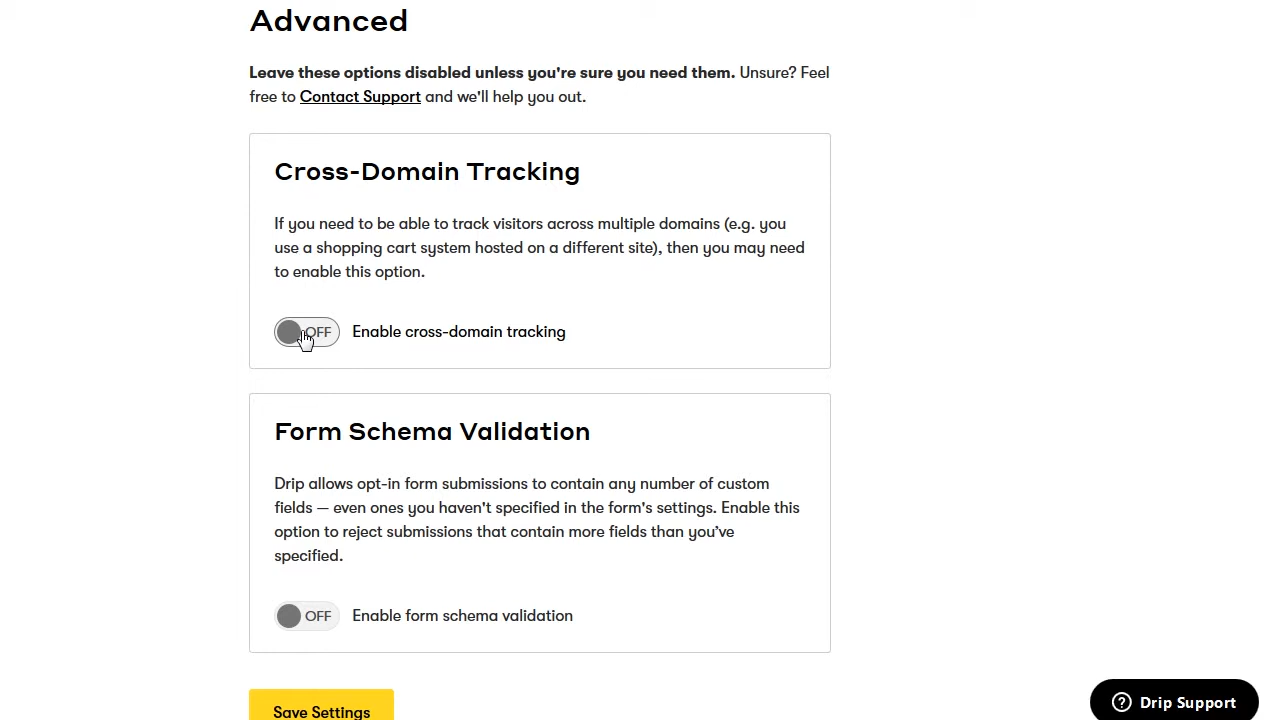 Advanced
Leave these options disabled unless you're sure you need them. Unsure? Feel
free to Contact Support and we'll help you out.
Cross-Domain Tracking
If you need to be able to track visitors across multiple domains (e.g. you
use a shopping cart system hosted on a different site), then you may need
to enable this option.
OFF Enable cross-domain tracking
Form Schema Validation
Drip allows opt-in form submissions to contain any number of custom
fields — even ones you haven't specified in the form's settings. Enable this
option to reject submissions that contain more fields than you’ve
specified.
OFF Enable form schema validation
Save Settings
Drip Support